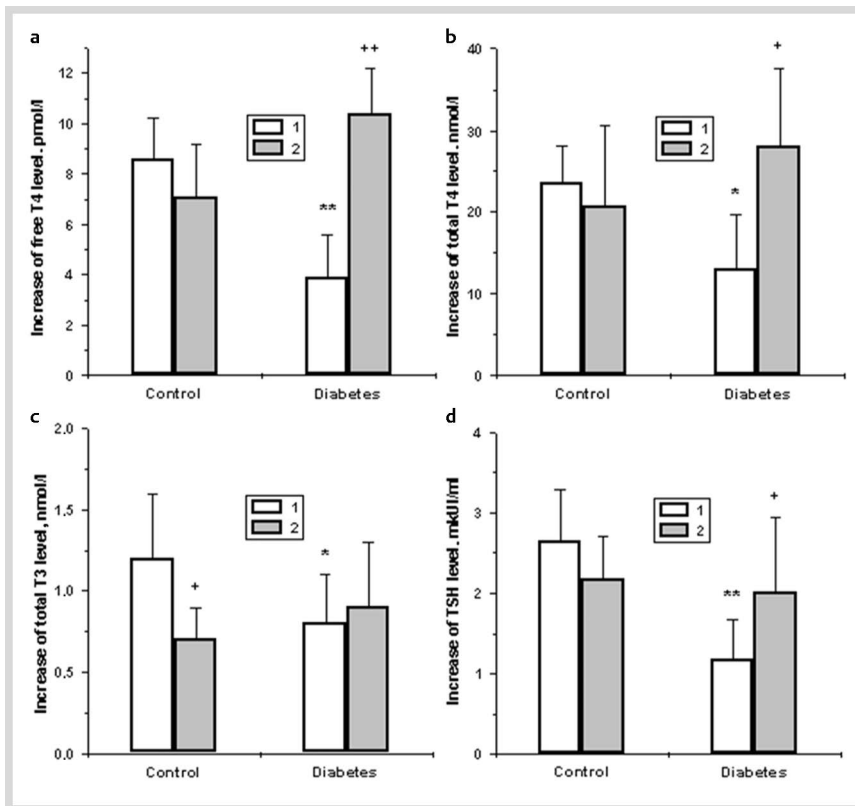 a
Increase of free T4 level. pmol/l
12
10
8
6
4
2
0
1
2
**
++
Control
Diabetes
b
Increase of total T4 level. nmol/l
40
30
20
10
0
1
2
*
+
Control
Diabetes
c
Increase of total T3 level, nmol/l
2.0
1.5
1.0
0.5
0.0
1
2
+
*
Control
Diabetes
d
Increase of TSH level. mkUI/ml
4
3
2
1
0
1
2
**
+
Control
Diabetes